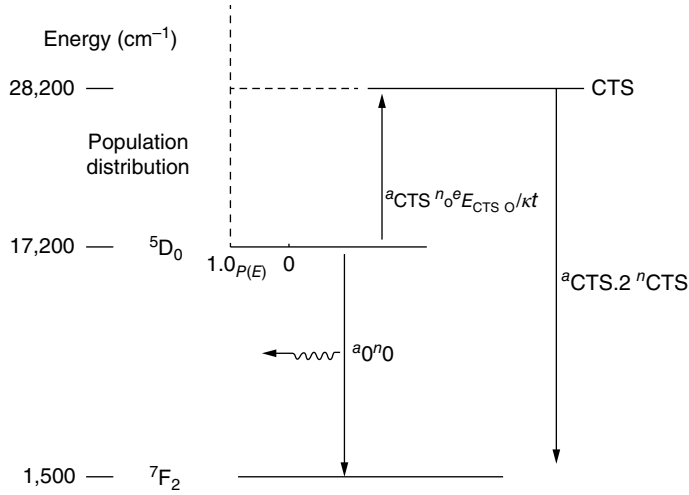 Energy (cm⁻¹)
28,200
CTS
Population
distribution
ᵃCTS ⁿₒᵉE_CTS O/κt
17,200
⁵D₀
1.0_P(E)
0
ᵃCTS.2 ⁿCTS
ᵃ0ⁿ0
1,500
⁷F₂